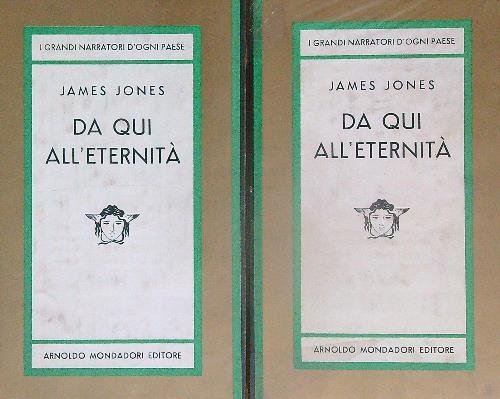 I GRANDI NARRATORI D'OGNI PAESE
JAMES JONES
DA QUI
ALL'ETERNITÀ
ARNOLDO MONDADORI EDITORE
I GRANDI NARRATORI D'OGNI PAESE
JAMES JONES
DA QUI
ALL'ETERNITÀ
ARNOLDO MONDADORI EDITORE